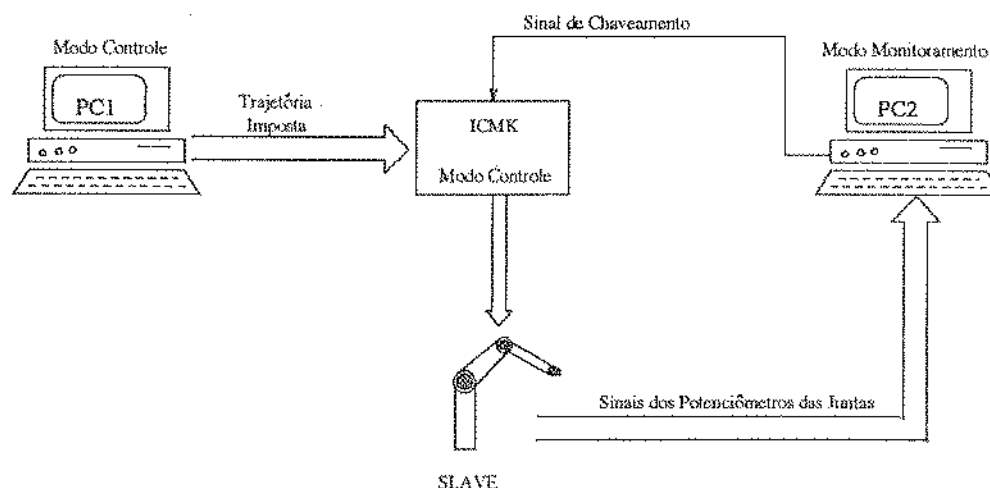 Sinal de Chaveamento
Modo Controle
Modo Monitoramento
PC1
Trajetória
Imposta
ICMK
Modo Controle
PC2
Sinais dos Potenciômetros das Juntas
SLAVE